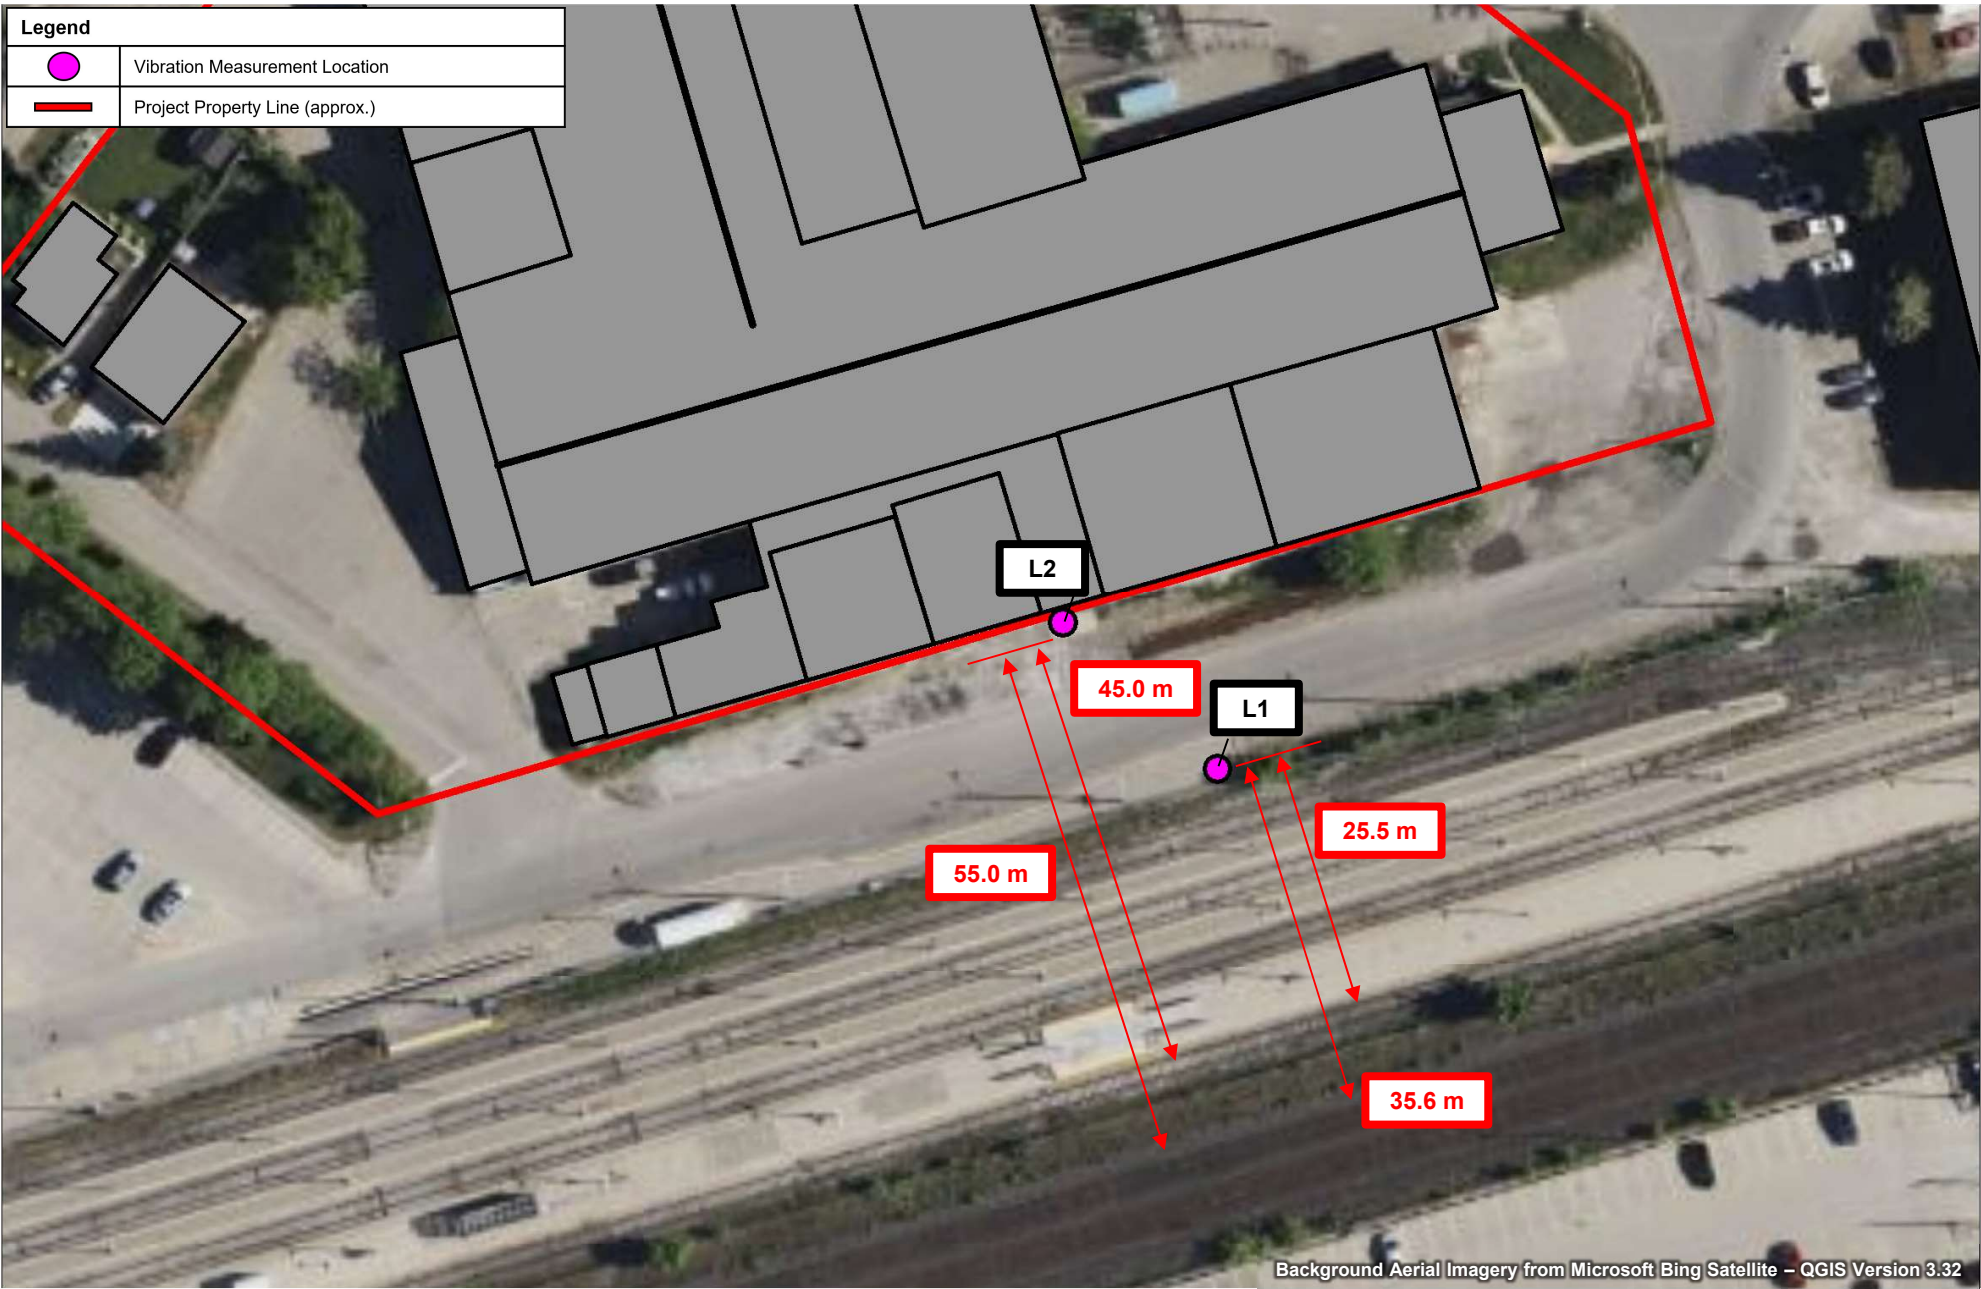 Legend
Vibration Measurement Location
Project Property Line (approx.)
L2
45.0 m
L1
25.5 m
55.0 m
35.6 m
Background Aerial Imagery from Microsoft Bing Satellite – QGIS Version 3.32